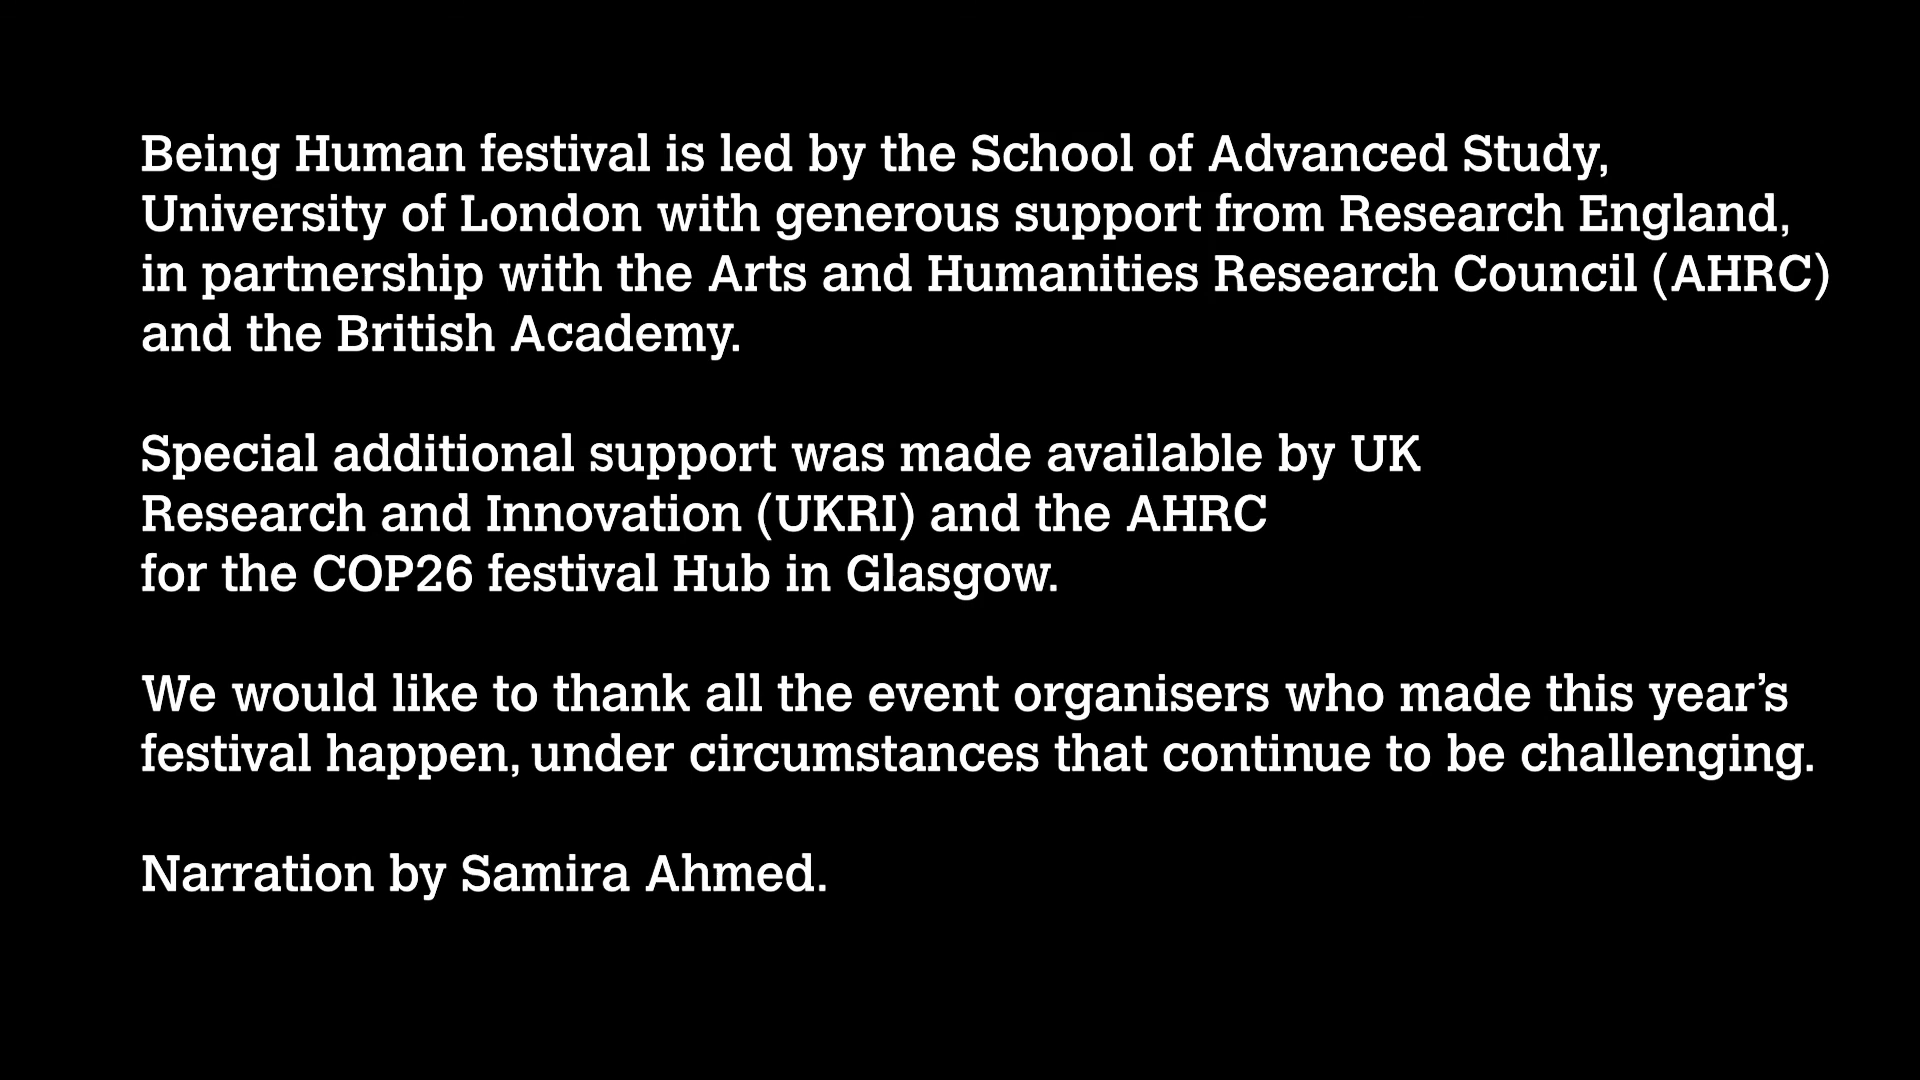 Being Human festival is led by the School of Advanced Study,
University of London with generous support from Research England,
in partnership with the Arts and Humanities Research Council (AHRC)
and the British Academy.
Special additional support was made available by UK
Research and Innovation (UKRI) and the AHRC
for the COP26 festival Hub in Glasgow.
We would like to thank all the event organisers who made this year’s
festival happen, under circumstances that continue to be challenging.
Narration by Samira Ahmed.